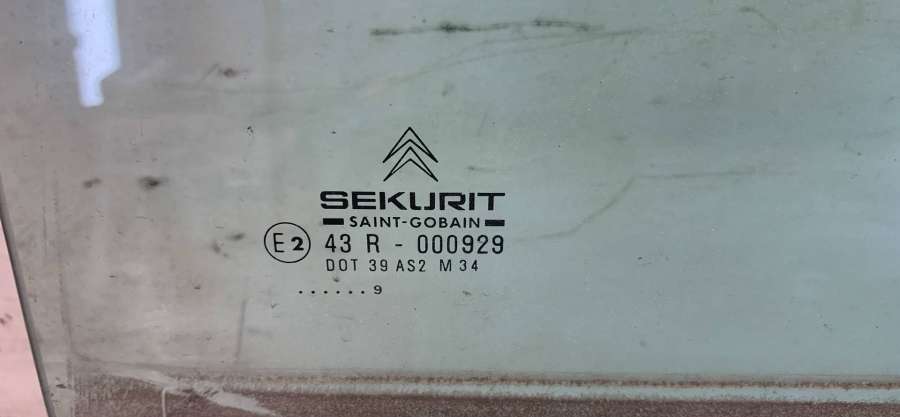 SEKURIT
SAINT-GOBAIN
E2 43 R - 000929
DOT 39 AS2 M 34
......9